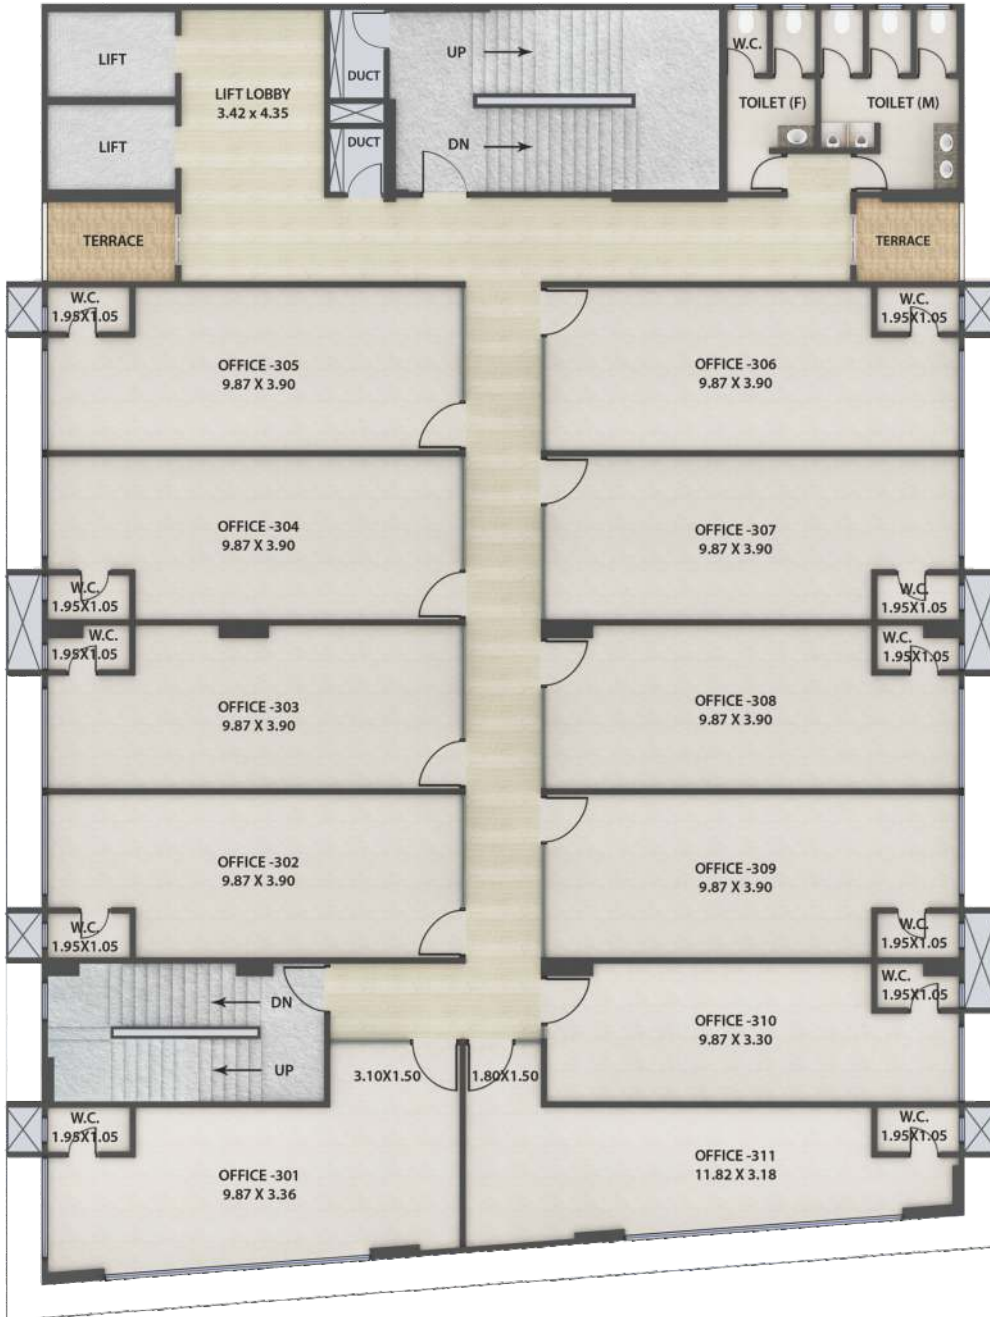 LIFT
LIFT LOBBY
3.42 x 4.35
DUCT
UP
W.C.
TOILET (F)
TOILET (M)
LIFT
DUCT
DN
TERRACE
TERRACE
W.C.
1.95X1.05
W.C.
1.95X1.05
OFFICE -305
9.87 X 3.90
OFFICE -306
9.87 X 3.90
OFFICE -304
9.87 X 3.90
OFFICE -307
9.87 X 3.90
W.C.
1.95X1.05
W.C.
1.95X1.05
W.C.
1.95X1.05
W.C.
1.95X1.05
OFFICE -303
9.87 X 3.90
OFFICE -308
9.87 X 3.90
OFFICE -302
9.87 X 3.90
OFFICE -309
9.87 X 3.90
W.C.
1.95X1.05
W.C.
1.95X1.05
W.C.
1.95X1.05
DN
OFFICE -310
9.87 X 3.30
UP
3.10X1.50
1.80X1.50
W.C.
1.95X1.05
W.C.
1.95X1.05
OFFICE -301
9.87 X 3.36
OFFICE -311
11.82 X 3.18